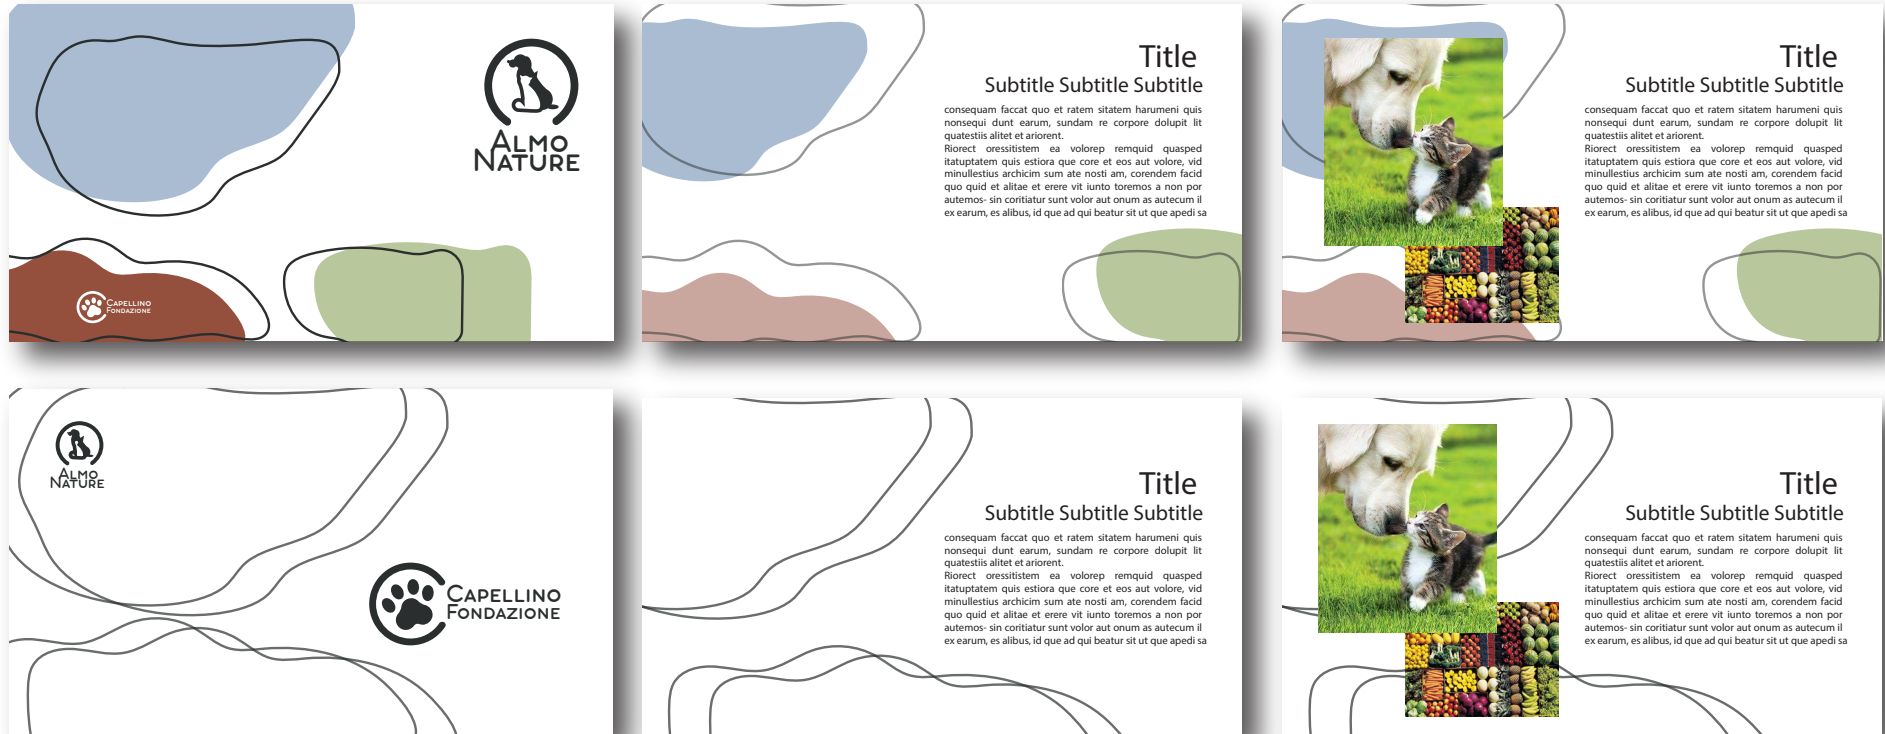 ALMO
NATURE
CAPELLINO
FONDAZIONE
Title
Subtitle Subtitle Subtitle
consequam faccat quo et ratem sitatem harumeni quis
nonsequi dunt earum, sundam re corpore dolupit lit
quatestiis alitet et ariorent.
Riorect oressitistem ea volorep remquid quasped
itatuptatem quis estiora que core et eos aut volore, vid
minullestius archicim sum ate nosti am, corendem facid
quo quid et alitae et erere vit iunto toremos a non por
autemos- sin coritiatur sunt volor aut onum as autecum il
ex earum, es alibus, id que ad qui beatur sit ut que apedi sa
Title
Subtitle Subtitle Subtitle
consequam faccat quo et ratem sitatem harumeni quis
nonsequi dunt earum, sundam re corpore dolupit lit
quatestiis alitet et ariorent.
Riorect oressitistem ea volorep remquid quasped
itatuptatem quis estiora que core et eos aut volore, vid
minullestius archicim sum ate nosti am, corendem facid
quo quid et alitae et erere vit iunto toremos a non por
autemos- sin coritiatur sunt volor aut onum as autecum il
ex earum, es alibus, id que ad qui beatur sit ut que apedi sa
ALMO
NATURE
CAPELLINO
FONDAZIONE
Title
Subtitle Subtitle Subtitle
consequam faccat quo et ratem sitatem harumeni quis
nonsequi dunt earum, sundam re corpore dolupit lit
quatestiis alitet et ariorent.
Riorect oressitistem ea volorep remquid quasped
itatuptatem quis estiora que core et eos aut volore, vid
minullestius archicim sum ate nosti am, corendem facid
quo quid et alitae et erere vit iunto toremos a non por
autemos- sin coritiatur sunt volor aut onum as autecum il
ex earum, es alibus, id que ad qui beatur sit ut que apedi sa
Title
Subtitle Subtitle Subtitle
consequam faccat quo et ratem sitatem harumeni quis
nonsequi dunt earum, sundam re corpore dolupit lit
quatestiis alitet et ariorent.
Riorect oressitistem ea volorep remquid quasped
itatuptatem quis estiora que core et eos aut volore, vid
minullestius archicim sum ate nosti am, corendem facid
quo quid et alitae et erere vit iunto toremos a non por
autemos- sin coritiatur sunt volor aut onum as autecum il
ex earum, es alibus, id que ad qui beatur sit ut que apedi sa